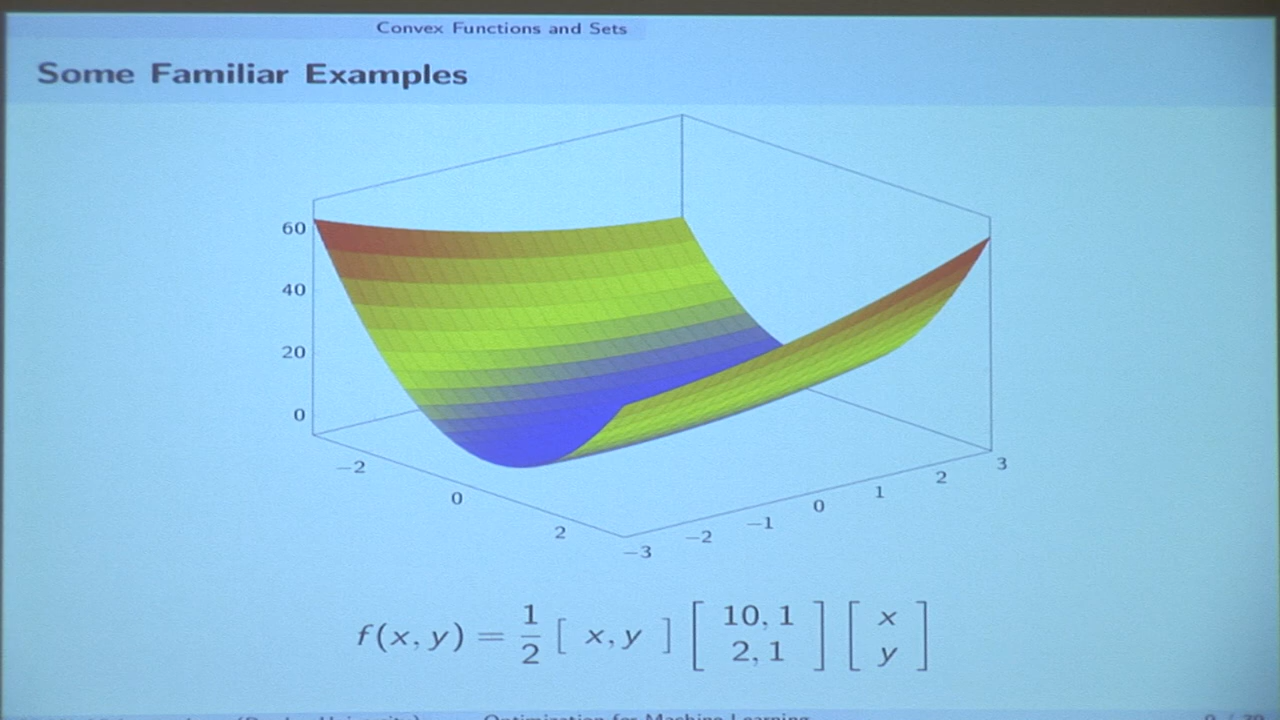 Convex Functions and Sets
Some Familiar Examples
60
40
20
0
−2
0
2
−3
−2
−1
0
1
2
3
f(x, y) = 1/2 [ x, y ] [ 10, 1
2, 1 ] [ x
y ]
Optimization for Machine Learning